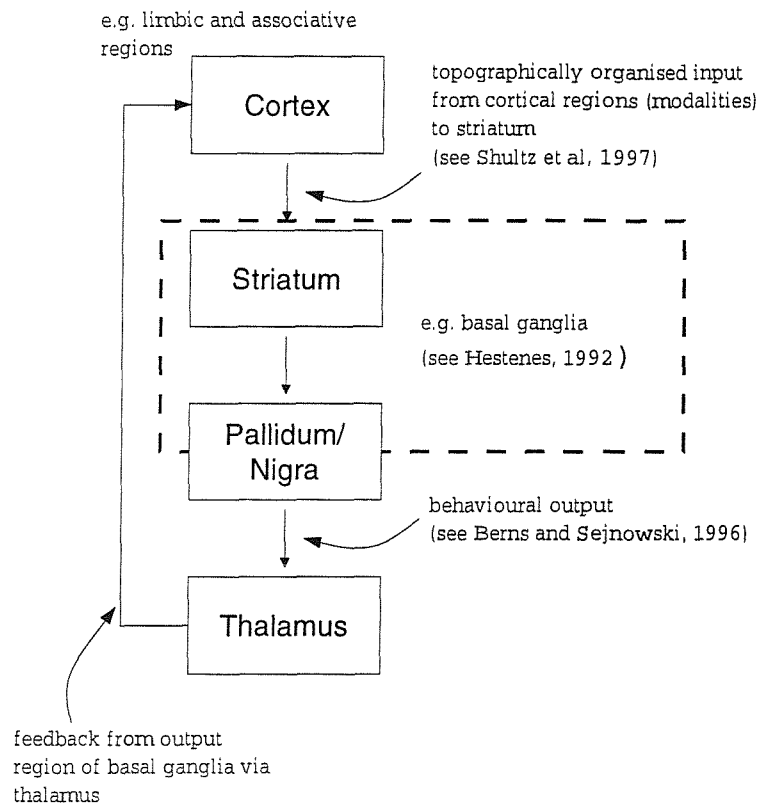 e.g. limbic and associative
regions
Cortex
topographically organised input
from cortical regions (modalities)
to striatum
(see Shultz et al, 1997)
Striatum
e.g. basal ganglia
(see Hestenes, 1992)
Pallidum/
Nigra
behavioural output
(see Berns and Sejnowski, 1996)
Thalamus
feedback from output
region of basal ganglia via
thalamus